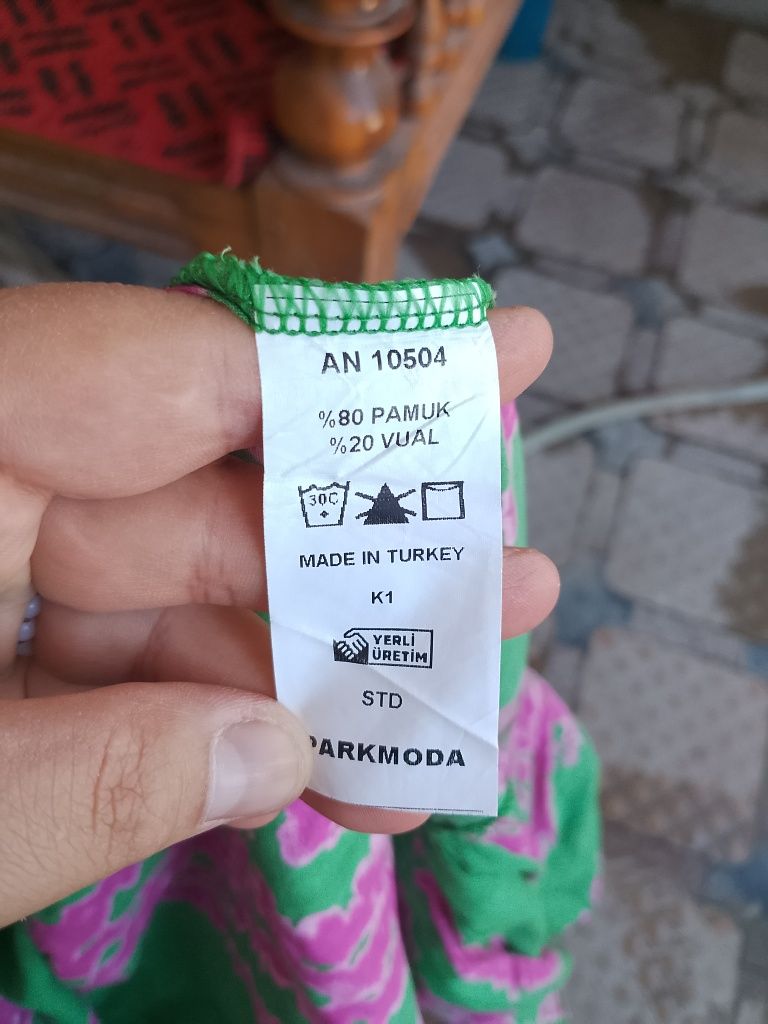 AN 10504
%80 PAMUK
%20 VUAL
30C
MADE IN TURKEY
K1
YERLİ
ÜRETİM
STD
PARKMODA